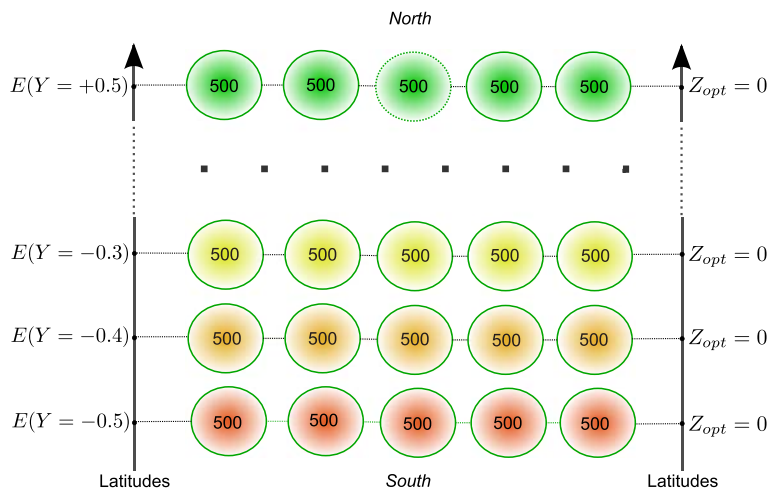 North
E(Y = +0.5) 500 500 500 500 500 Z_opt = 0
E(Y = −0.3) 500 500 500 500 500 Z_opt = 0
E(Y = −0.4) 500 500 500 500 500 Z_opt = 0
E(Y = −0.5) 500 500 500 500 500 Z_opt = 0
Latitudes South Latitudes